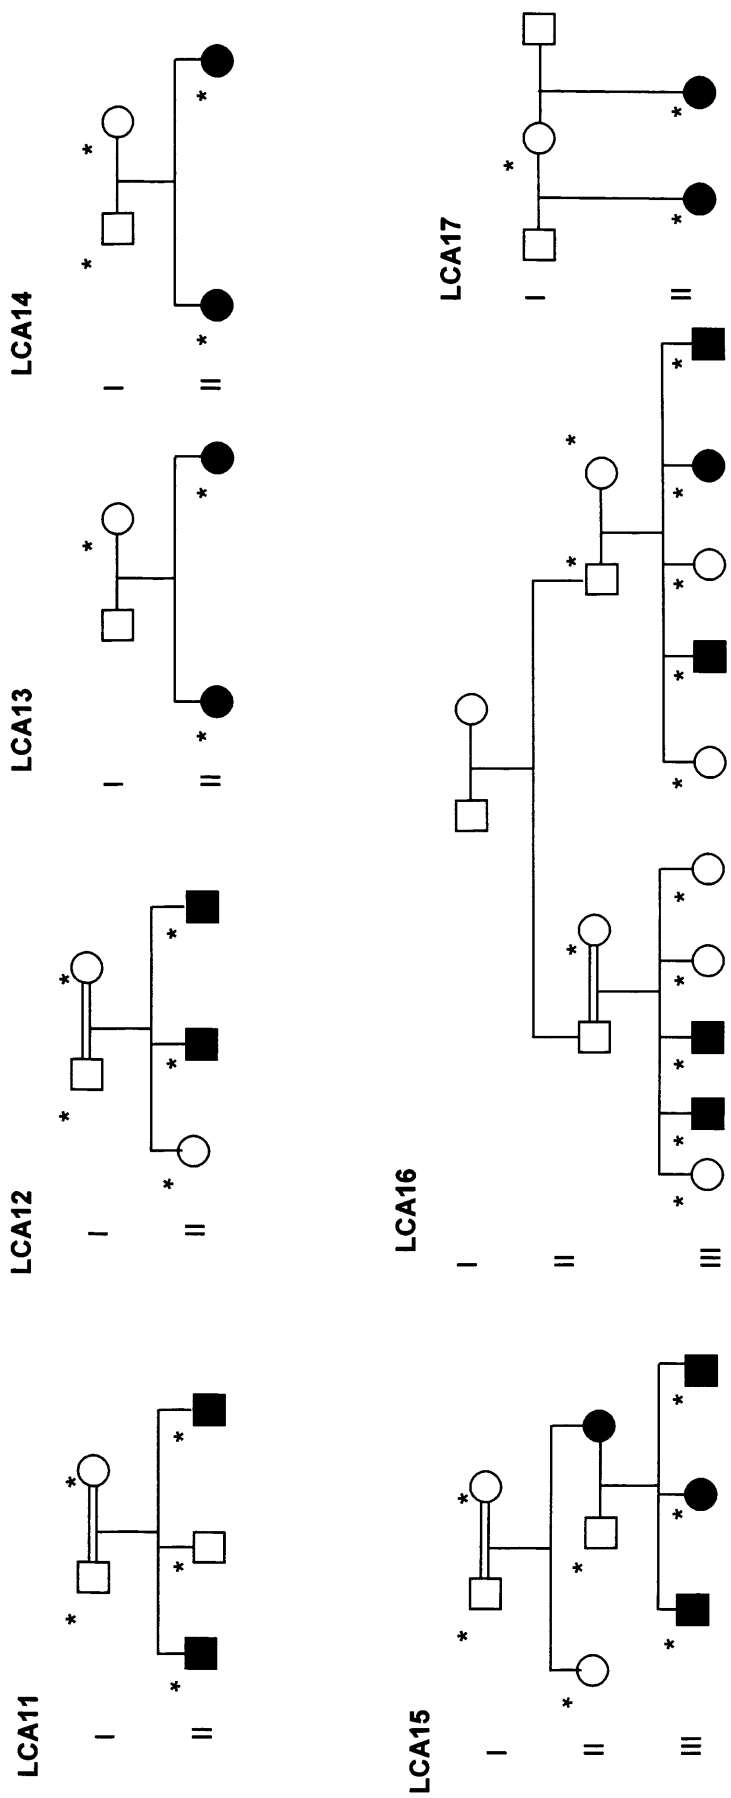 LCA11
I
II
* * * * *
LCA12
I
II
* * * * *
LCA13
I
II
* * *
LCA14
I
II
* * * *
LCA15
I
II
III
* * * * * * *
LCA16
I
II
III
* * * * * * * * * * * * *
LCA17
I
II
* * *